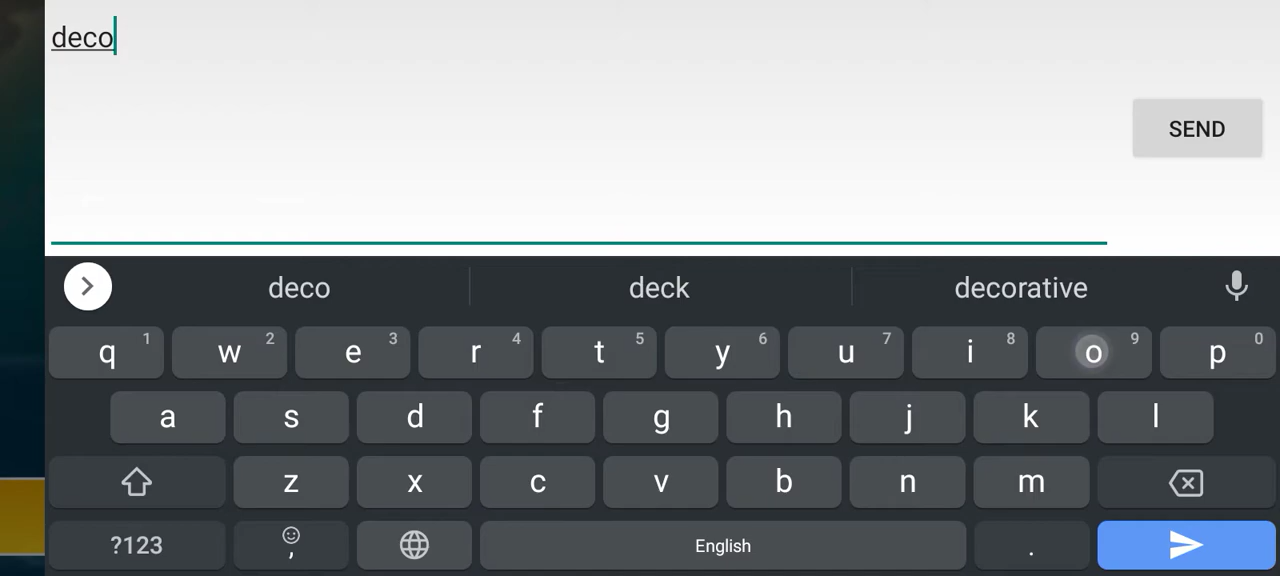 deco
SEND
deco deck decorative
q 1 w 2 e 3 r 4 t 5 y 6 u 7 i 8 o 9 p 0
a s d f g h j k l
z x c v b n m
?123 , English .